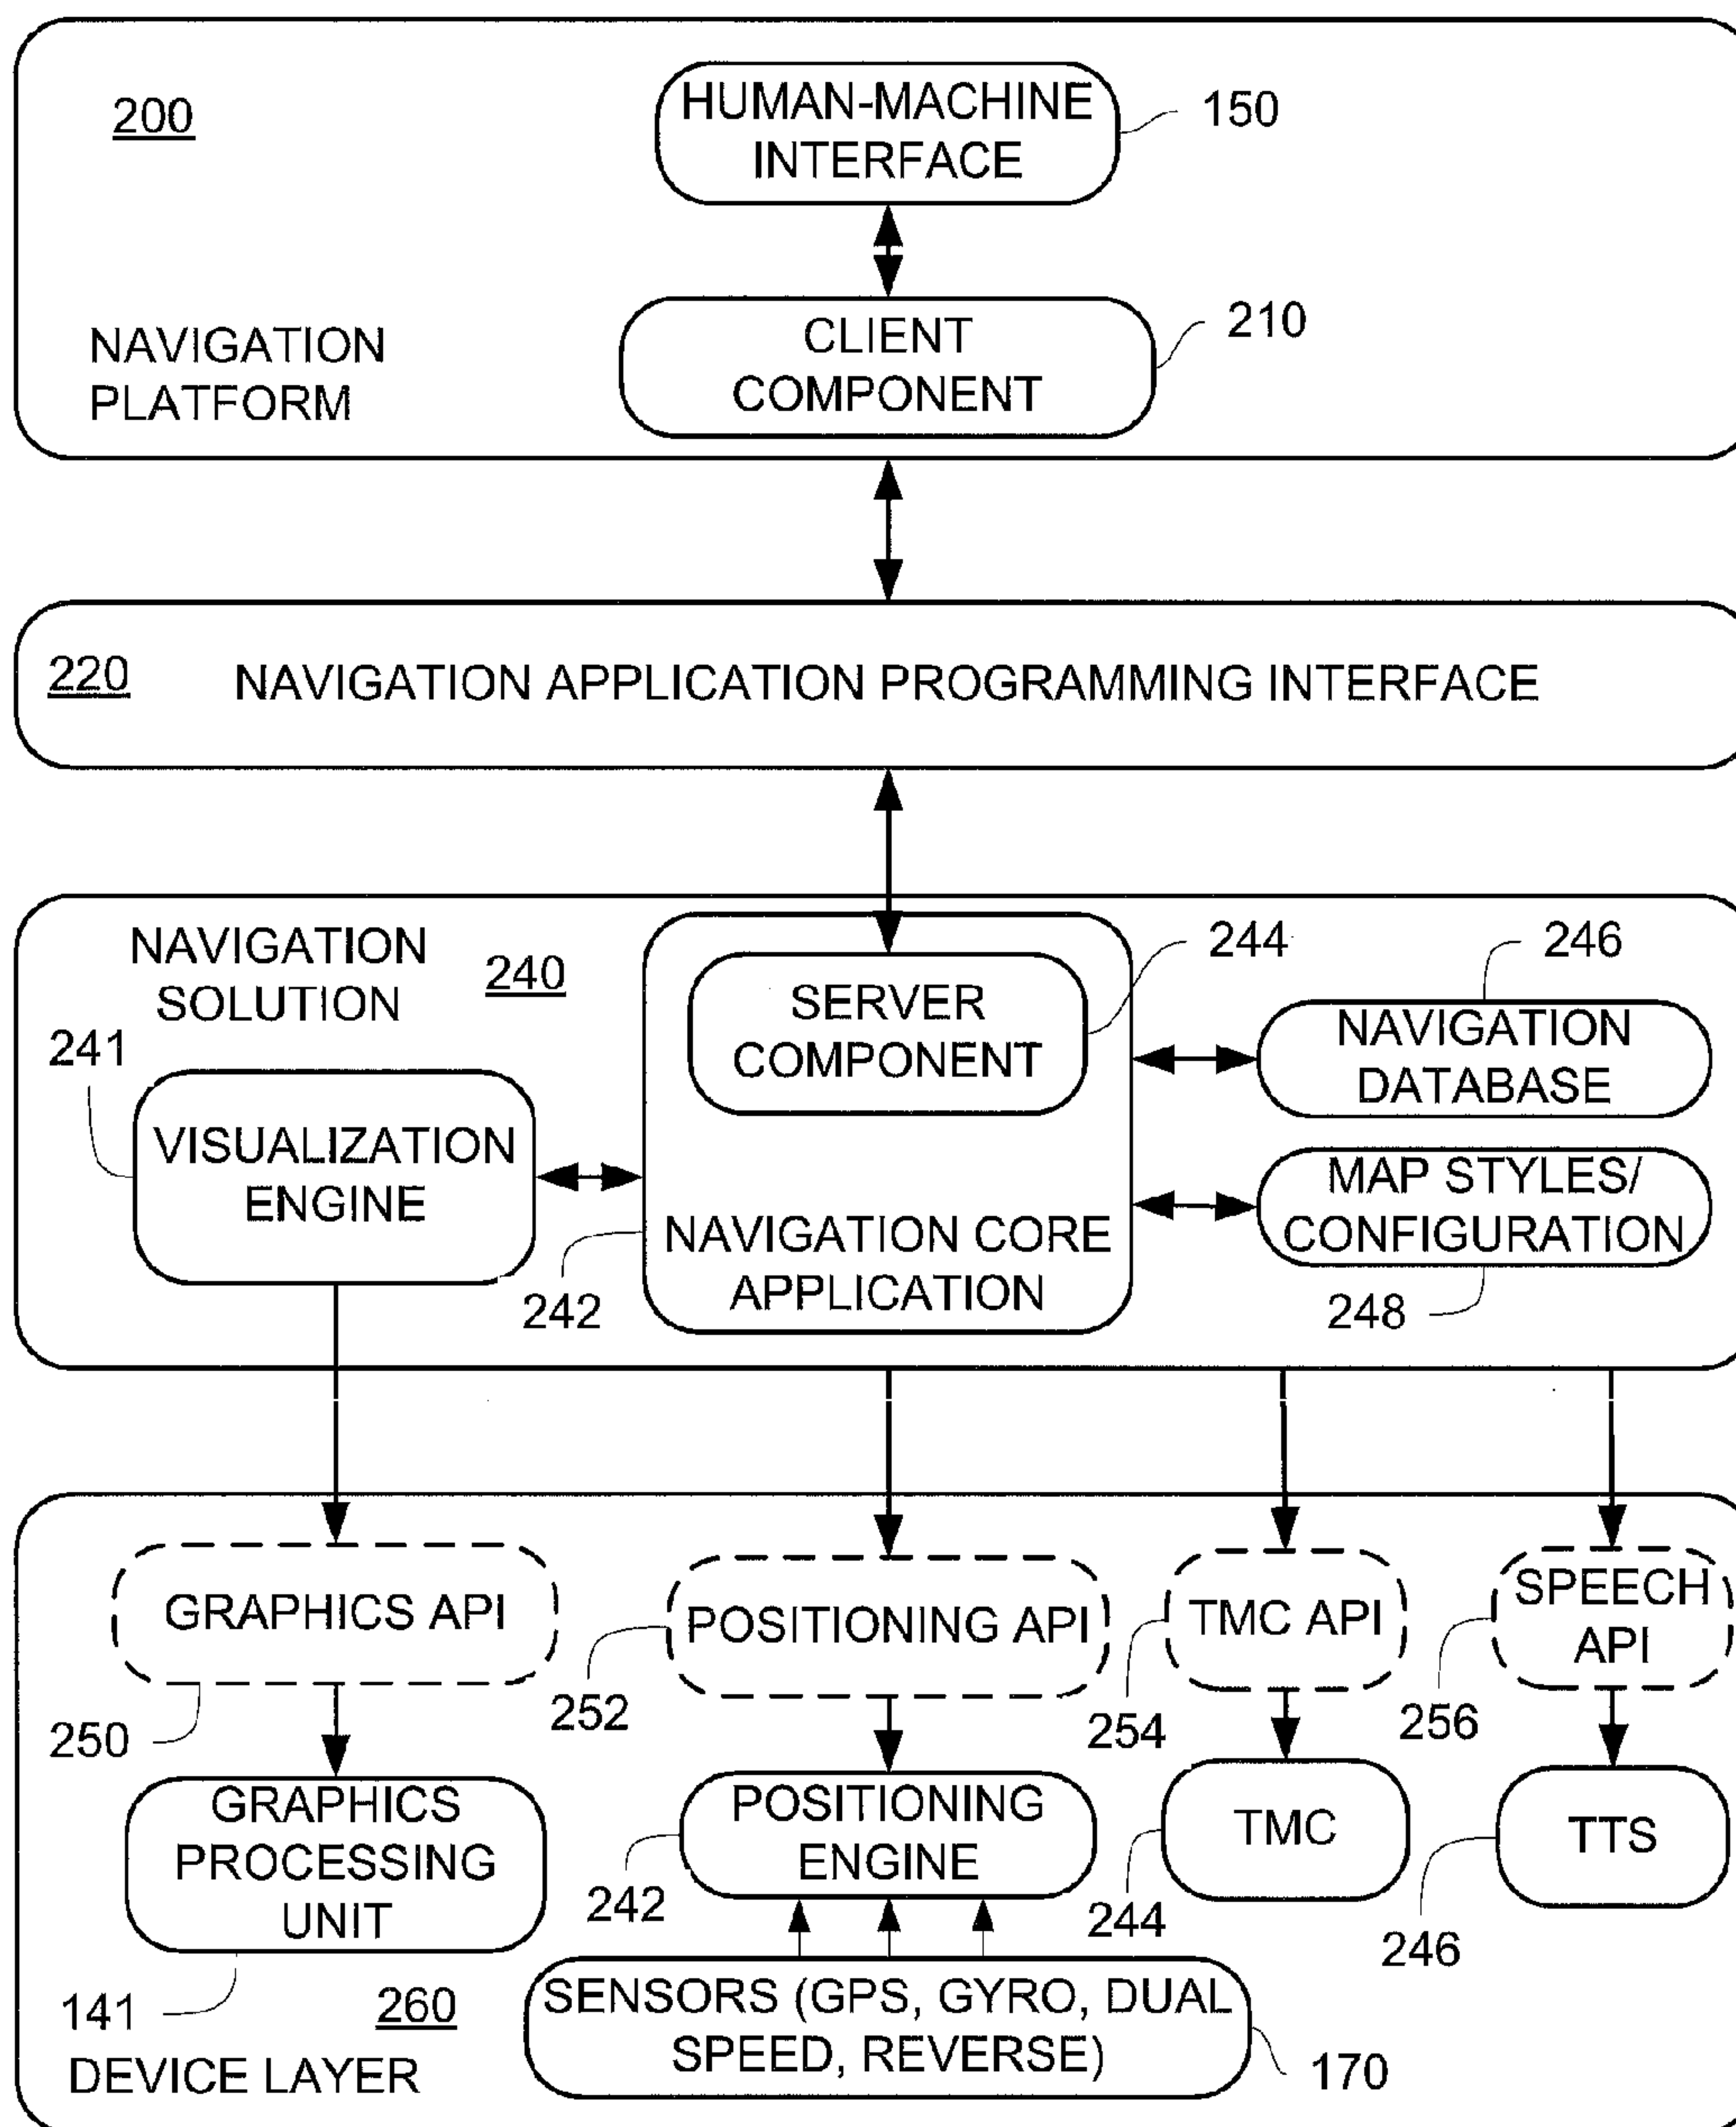 200
HUMAN-MACHINE
INTERFACE
150
NAVIGATION
PLATFORM
CLIENT
COMPONENT
210
220
NAVIGATION APPLICATION PROGRAMMING INTERFACE
NAVIGATION
SOLUTION
240
241
VISUALIZATION
ENGINE
SERVER
COMPONENT
244
246
NAVIGATION
DATABASE
242
NAVIGATION CORE
APPLICATION
MAP STYLES/
CONFIGURATION
248
GRAPHICS API
250
POSITIONING API
252
TMC API
254
SPEECH
API
256
GRAPHICS
PROCESSING
UNIT
141
POSITIONING
ENGINE
242
TMC
244
TTS
246
260
DEVICE LAYER
SENSORS (GPS, GYRO, DUAL
SPEED, REVERSE)
170